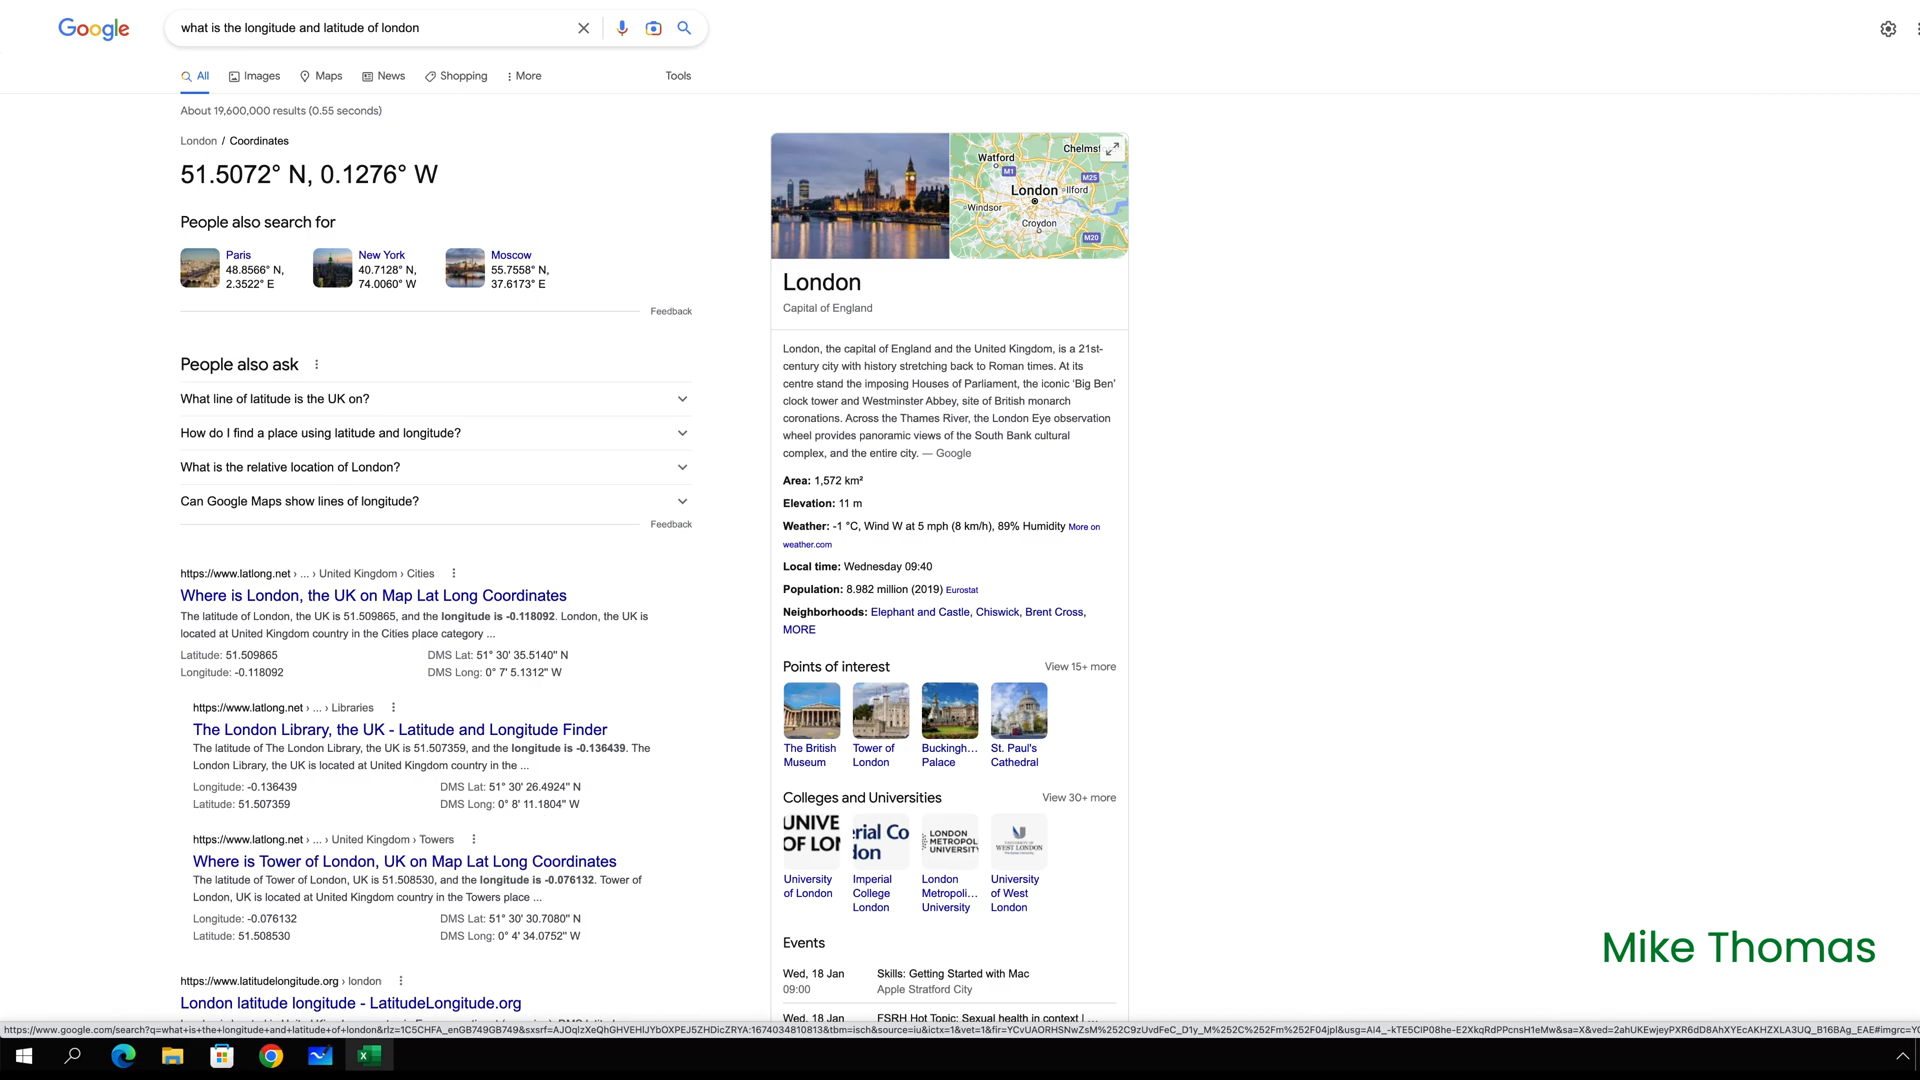 Google
what is the longitude and latitude of london
All Images Maps News Shopping More Tools
About 19,600,000 results (0.55 seconds)
London / Coordinates
51.5072° N, 0.1276° W
People also search for
Paris
48.8566° N,
2.3522° E
New York
40.7128° N,
74.0060° W
Moscow
55.7558° N,
37.6173° E
Feedback
People also ask
What line of latitude is the UK on?
How do I find a place using latitude and longitude?
What is the relative location of London?
Can Google Maps show lines of longitude?
Feedback
https://www.latlong.net › ... › United Kingdom › Cities
Where is London, the UK on Map Lat Long Coordinates
The latitude of London, the UK is 51.509865, and the longitude is -0.118092. London, the UK is
located at United Kingdom country in the Cities place category ...
Latitude: 51.509865 DMS Lat: 51° 30' 35.5140'' N
Longitude: -0.118092 DMS Long: 0° 7' 5.1312'' W
https://www.latlong.net › ... › Libraries
The London Library, the UK - Latitude and Longitude Finder
The latitude of The London Library, the UK is 51.507359, and the longitude is -0.136439. The
London Library, the UK is located at United Kingdom country in the ...
Longitude: -0.136439 DMS Lat: 51° 30' 26.4924'' N
Latitude: 51.507359 DMS Long: 0° 8' 11.1804'' W
https://www.latlong.net › ... › United Kingdom › Towers
Where is Tower of London, UK on Map Lat Long Coordinates
The latitude of Tower of London, UK is 51.508530, and the longitude is -0.076132. Tower of
London, UK is located at United Kingdom country in the Towers place ...
Longitude: -0.076132 DMS Lat: 51° 30' 30.7080'' N
Latitude: 51.508530 DMS Long: 0° 4' 34.0752'' W
https://www.latitudelongitude.org › london
London latitude longitude - LatitudeLongitude.org
Watford
Chelmsf
M1
M25
London
Ilford
Windsor
Croydon
M20
London
Capital of England
London, the capital of England and the United Kingdom, is a 21st-
century city with history stretching back to Roman times. At its
centre stand the imposing Houses of Parliament, the iconic ‘Big Ben’
clock tower and Westminster Abbey, site of British monarch
coronations. Across the Thames River, the London Eye observation
wheel provides panoramic views of the South Bank cultural
complex, and the entire city. — Google
Area: 1,572 km²
Elevation: 11 m
Weather: -1 °C, Wind W at 5 mph (8 km/h), 89% Humidity More on
weather.com
Local time: Wednesday 09:40
Population: 8.982 million (2019) Eurostat
Neighborhoods: Elephant and Castle, Chiswick, Brent Cross,
MORE
Points of interest View 15+ more
The British
Museum
Tower of
London
Buckingh...
Palace
St. Paul's
Cathedral
Colleges and Universities View 30+ more
UNIVE
OF LO
rial Co
don
LONDON
METROPOL
UNIVERSITY
UNIVERSITY OF
WEST LONDON
University
of London
Imperial
College
London
London
Metropoli...
University
University
of West
London
Events
Wed, 18 Jan Skills: Getting Started with Mac
09:00 Apple Stratford City
Wed, 18 Jan FSRH Hot Topic: Sexual health in context | ...
Mike Thomas